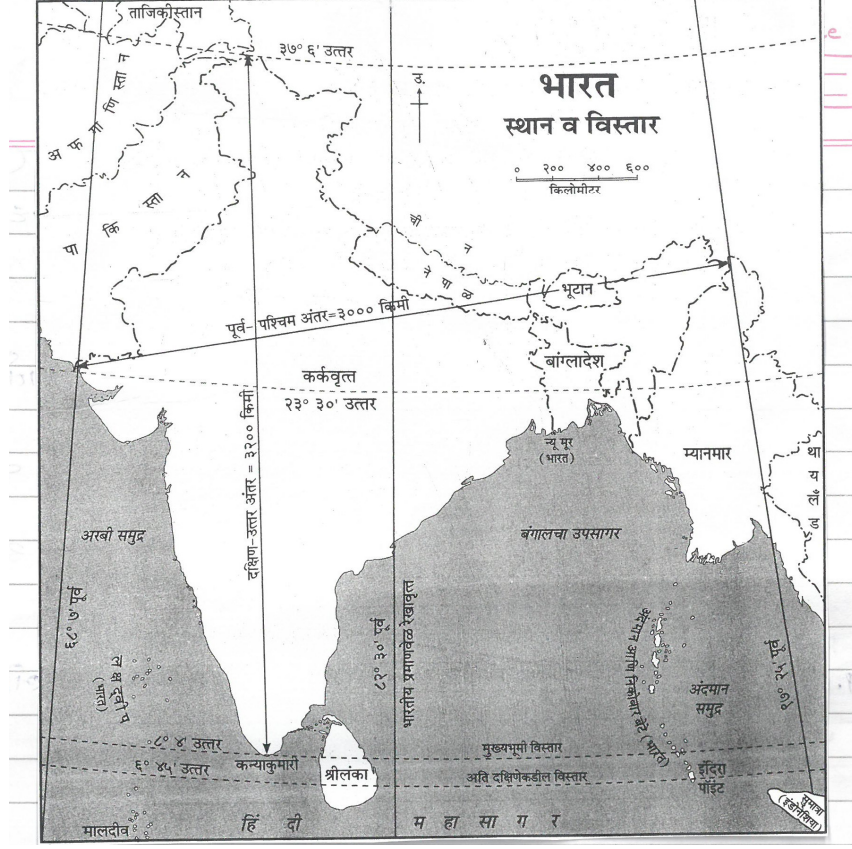 ताजिकीस्तान
३७° ६' उत्तर
अफगाणिस्तान
उ.
भारत
स्थान व विस्तार
० २०० ४०० ६००
किलोमीटर
पाकिस्तान
चीन
नेपाळ
भूटान
पूर्व-पश्चिम अंतर=३००० किमी
बांग्लादेश
कर्कवृत्त
२३° ३०' उत्तर
दक्षिण-उत्तर अंतर = ३२०० किमी
न्यू मूर
(भारत)
म्यानमार
थायलँड
अरबी समुद्र
बंगालचा उपसागर
६८° ७' पूर्व
८२° ३०' पूर्व
भारतीय प्रमाणवेळ रेखावृत्त
अंदमान आणि निकोबार बेटे (भारत)
९७° २५' पूर्व
लक्षद्वीप
(भारत)
अंदमान
समुद्र
८° ४' उत्तर
मुख्यभूमी विस्तार
कन्याकुमारी
६° ४५' उत्तर
श्रीलंका
अति दक्षिणेकडील विस्तार
इंदिरा
पॉइंट
सुमात्रा
(इंडोनेशिया)
मालदीव
हिंदी महासागर